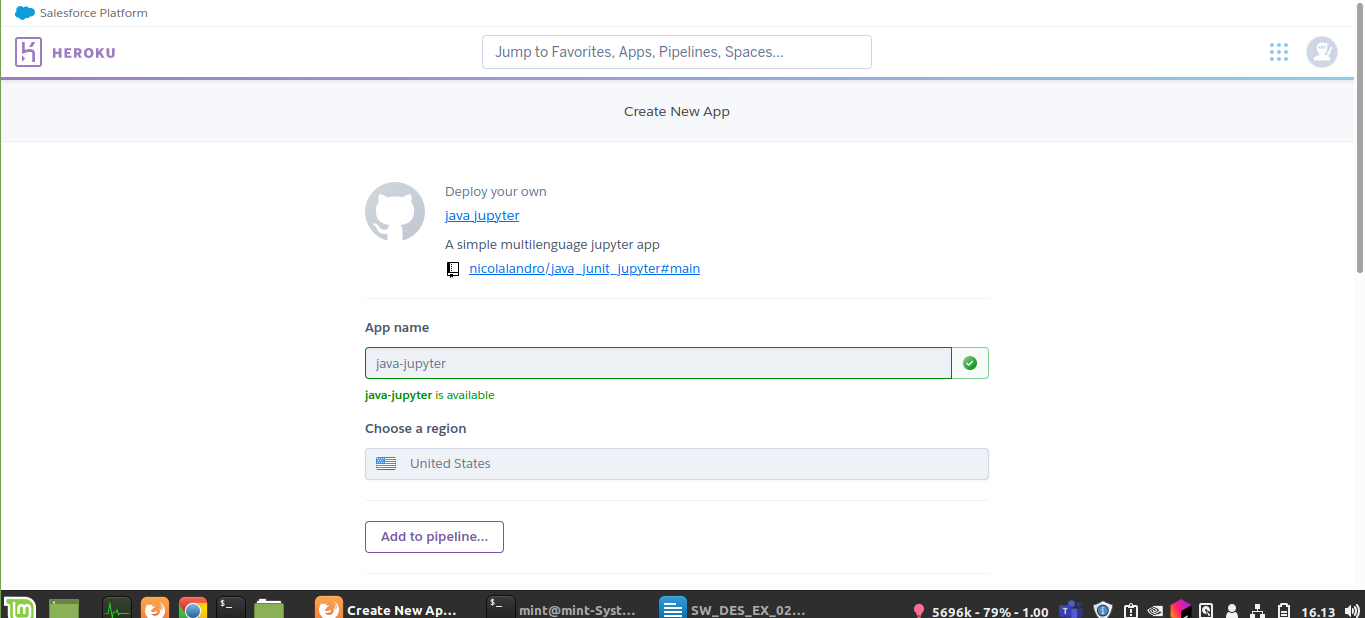 Salesforce Platform
HEROKU
Jump to Favorites, Apps, Pipelines, Spaces...
Create New App
Deploy your own
java jupyter
A simple multilenguage jupyter app
nicolalandro/java_junit_jupyter#main
App name
java-jupyter
java-jupyter is available
Choose a region
United States
Add to pipeline...
Create New Ap...
mint@mint-Syst...
SW_DES_EX_02...
5696k - 79% - 1.00
16.13